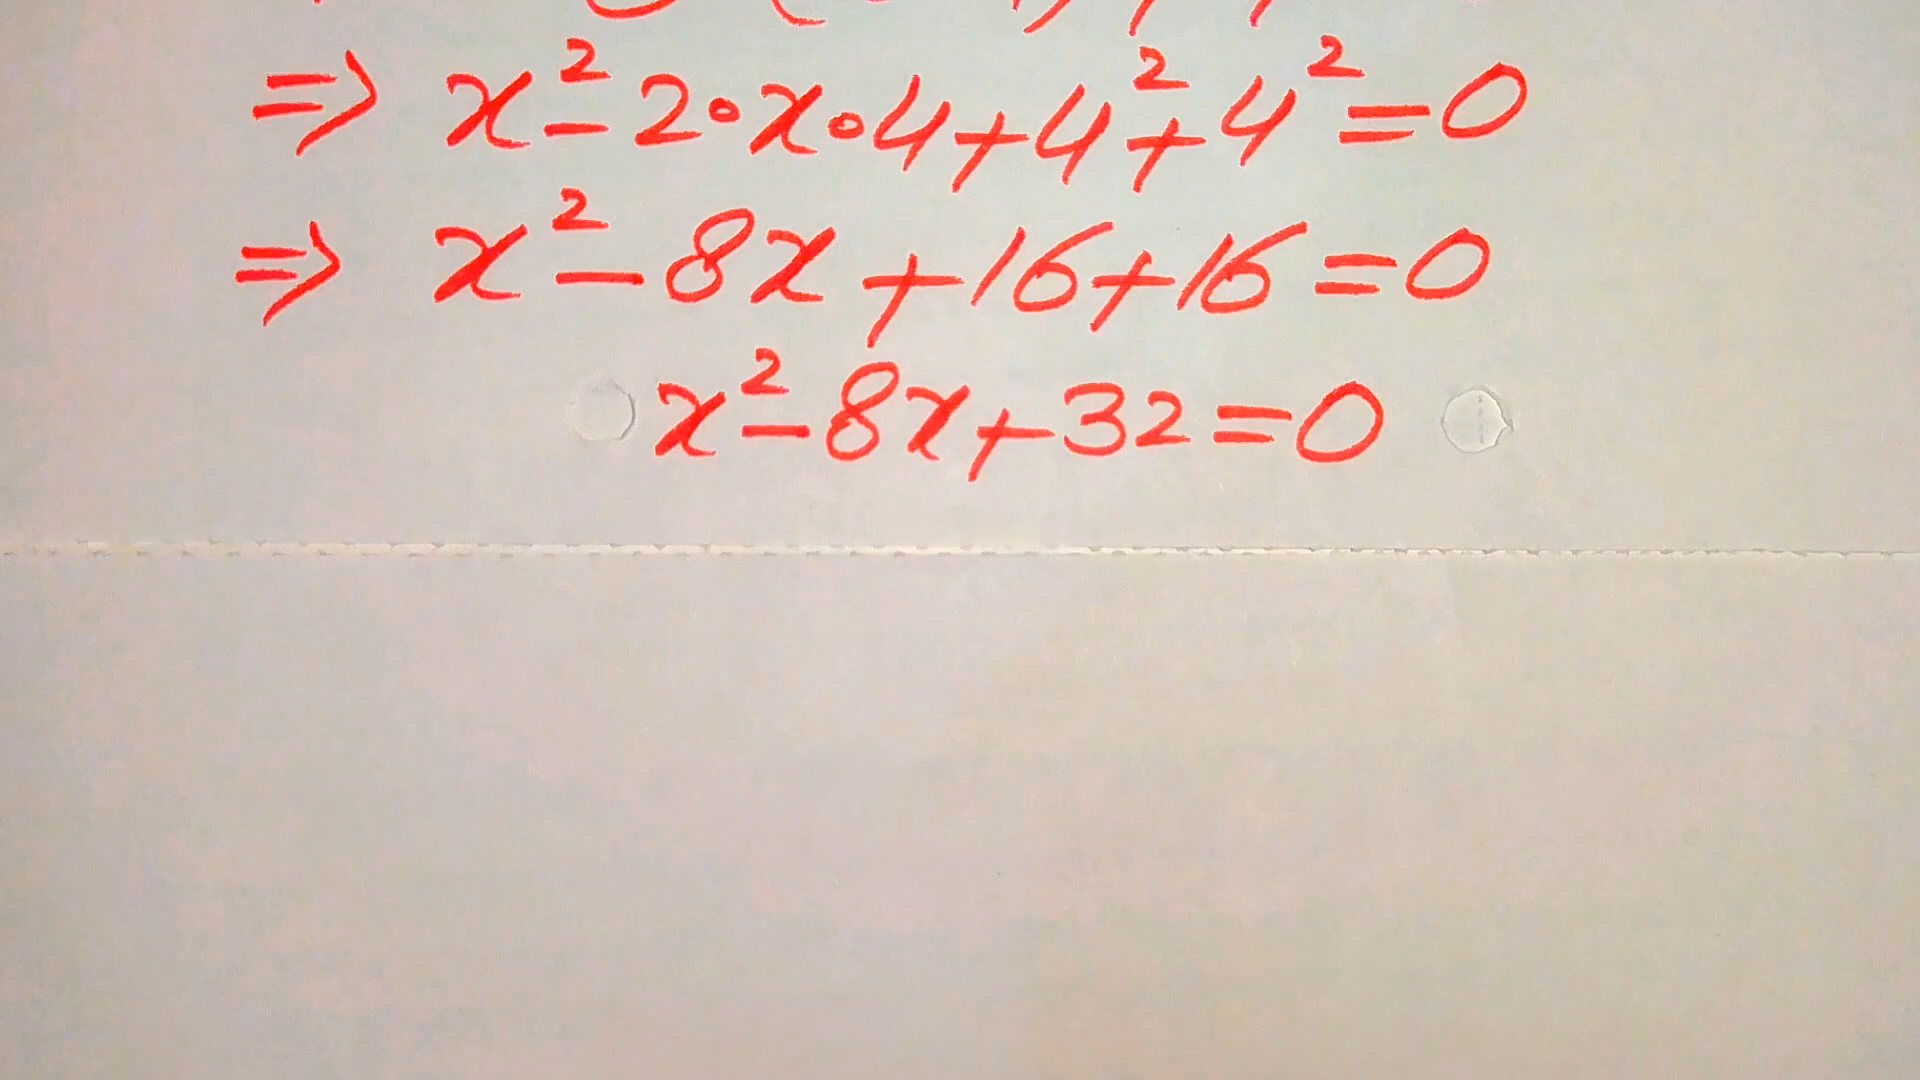 ⇒ x² - 2∘x∘4 + 4² + 4² = 0
⇒ x² - 8x + 16 + 16 = 0
x² - 8x + 32 = 0